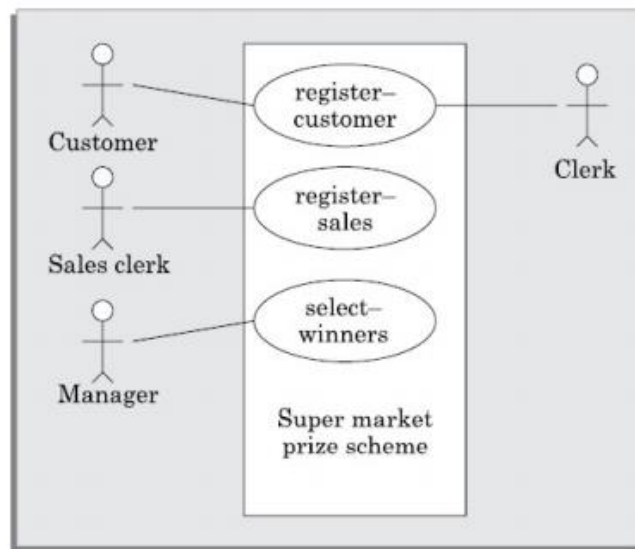 register–
customer
Customer
Clerk
register–
sales
Sales clerk
select–
winners
Manager
Super market
prize scheme